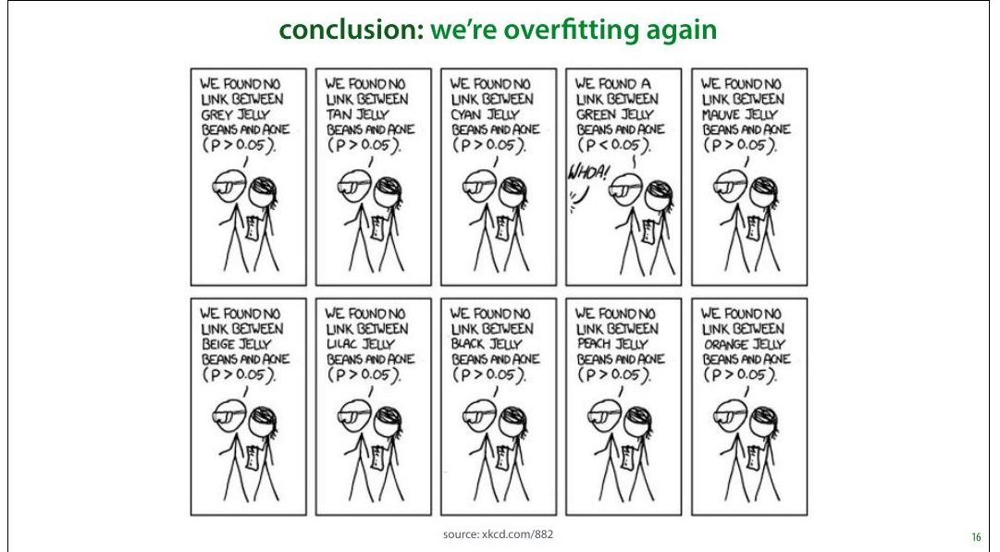 conclusion: we're overfitting again
WE FOUND NO
LINK BETWEEN
GREY JELLY
BEANS AND ACNE
(P > 0.05).
WE FOUND NO
LINK BETWEEN
TAN JELLY
BEANS AND ACNE
(P > 0.05).
WE FOUND NO
LINK BETWEEN
CYAN JELLY
BEANS AND ACNE
(P > 0.05).
WE FOUND A
LINK BETWEEN
GREEN JELLY
BEANS AND ACNE
(P < 0.05).
WHOA!
WE FOUND NO
LINK BETWEEN
MAUVE JELLY
BEANS AND ACNE
(P > 0.05).
WE FOUND NO
LINK BETWEEN
BEIGE JELLY
BEANS AND ACNE
(P > 0.05).
WE FOUND NO
LINK BETWEEN
LILAC JELLY
BEANS AND ACNE
(P > 0.05).
WE FOUND NO
LINK BETWEEN
BLACK JELLY
BEANS AND ACNE
(P > 0.05).
WE FOUND NO
LINK BETWEEN
PEACH JELLY
BEANS AND ACNE
(P > 0.05).
WE FOUND NO
LINK BETWEEN
ORANGE JELLY
BEANS AND ACNE
(P > 0.05).
source: xkcd.com/882
16